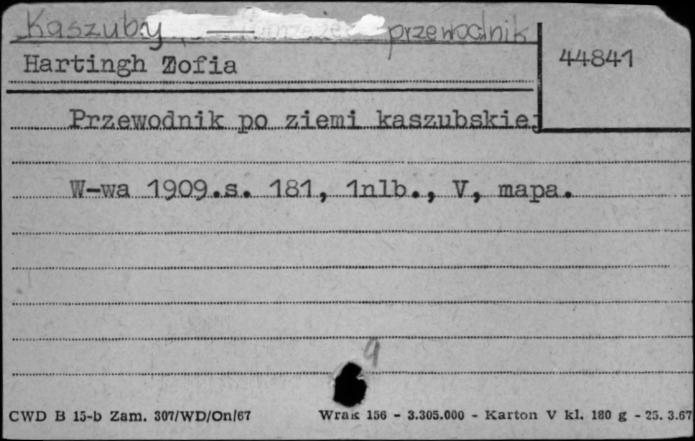 Kaszuby — przewodnik
Hartingh Zofia
44841
Przewodnik po ziemi kaszubskiej
W-wa 1909.s. 181, 1nlb., V, mapa.
9
CWD B 15-b Zam. 307/WD/On/67 Wrak 156 - 3.305.000 - Karton V kl. 180 g - 25. 3.67